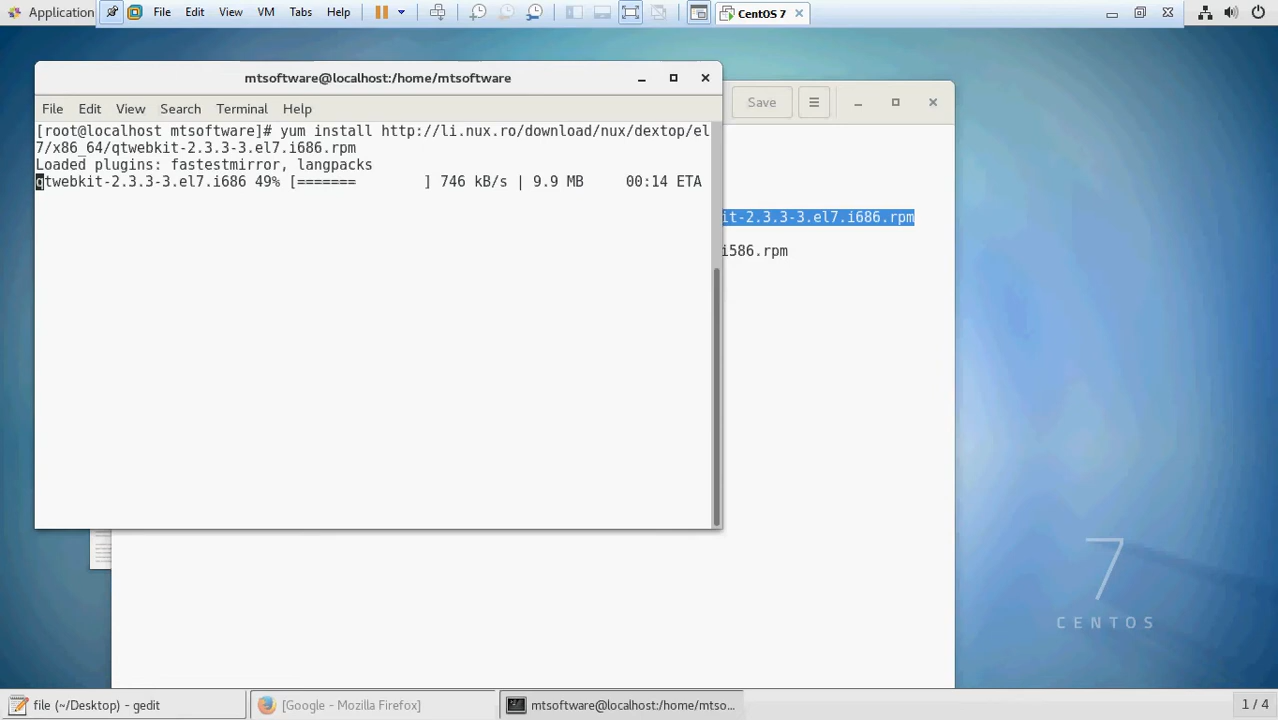 Application File Edit View VM Tabs Help CentOS 7
mtsoftware@localhost:/home/mtsoftware
File Edit View Search Terminal Help
[root@localhost mtsoftware]# yum install http://li.nux.ro/download/nux/dextop/el
7/x86_64/qtwebkit-2.3.3-3.el7.i686.rpm
Loaded plugins: fastestmirror, langpacks
qtwebkit-2.3.3-3.el7.i686 49% [======= ] 746 kB/s | 9.9 MB 00:14 ETA
Save
it-2.3.3-3.el7.i686.rpm
i586.rpm
7
CENTOS
file (~/Desktop) - gedit [Google - Mozilla Firefox] mtsoftware@localhost:/home/mtso... 1 / 4